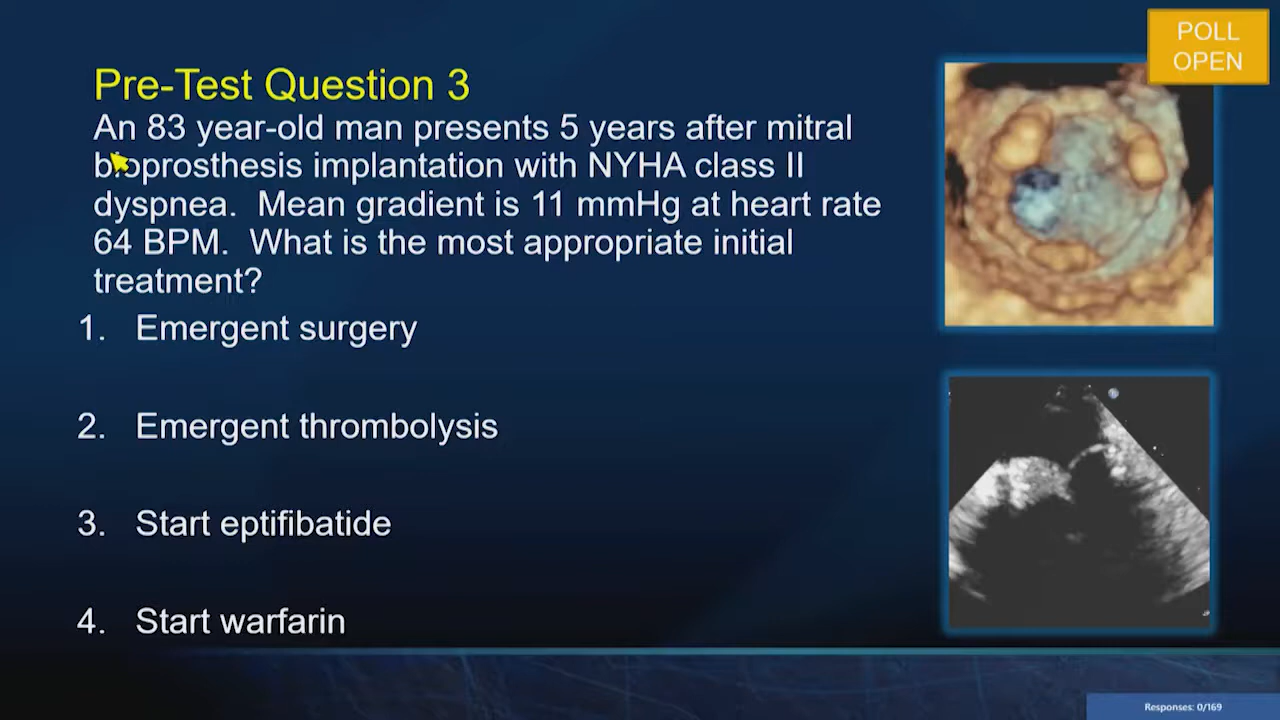 POLL
OPEN
Pre-Test Question 3
An 83 year-old man presents 5 years after mitral
bioprosthesis implantation with NYHA class II
dyspnea.  Mean gradient is 11 mmHg at heart rate
64 BPM.  What is the most appropriate initial
treatment?
1. Emergent surgery
2. Emergent thrombolysis
3. Start eptifibatide
4. Start warfarin
Responses: 0/169